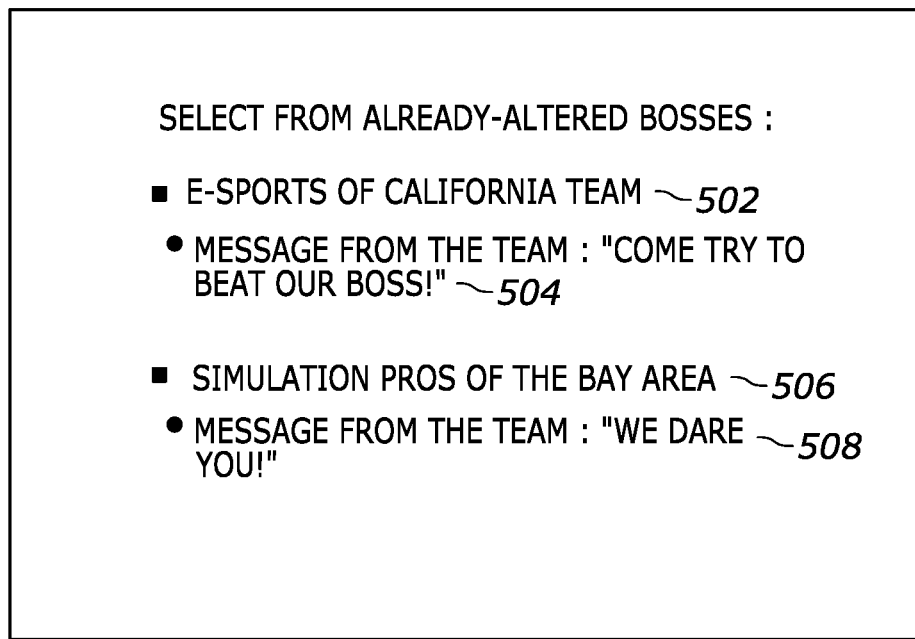 SELECT FROM ALREADY-ALTERED BOSSES :
■ E-SPORTS OF CALIFORNIA TEAM 502
● MESSAGE FROM THE TEAM : "COME TRY TO
BEAT OUR BOSS!" 504
■ SIMULATION PROS OF THE BAY AREA 506
● MESSAGE FROM THE TEAM : "WE DARE 508
YOU!"